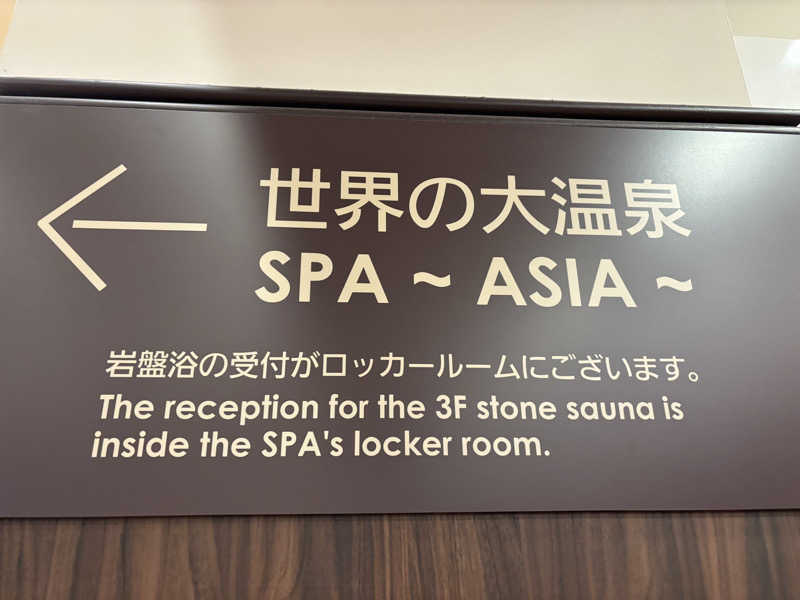 世界の大温泉
SPA ~ ASIA ~
岩盤浴の受付がロッカールームにございます。
The reception for the 3F stone sauna is
inside the SPA's locker room.